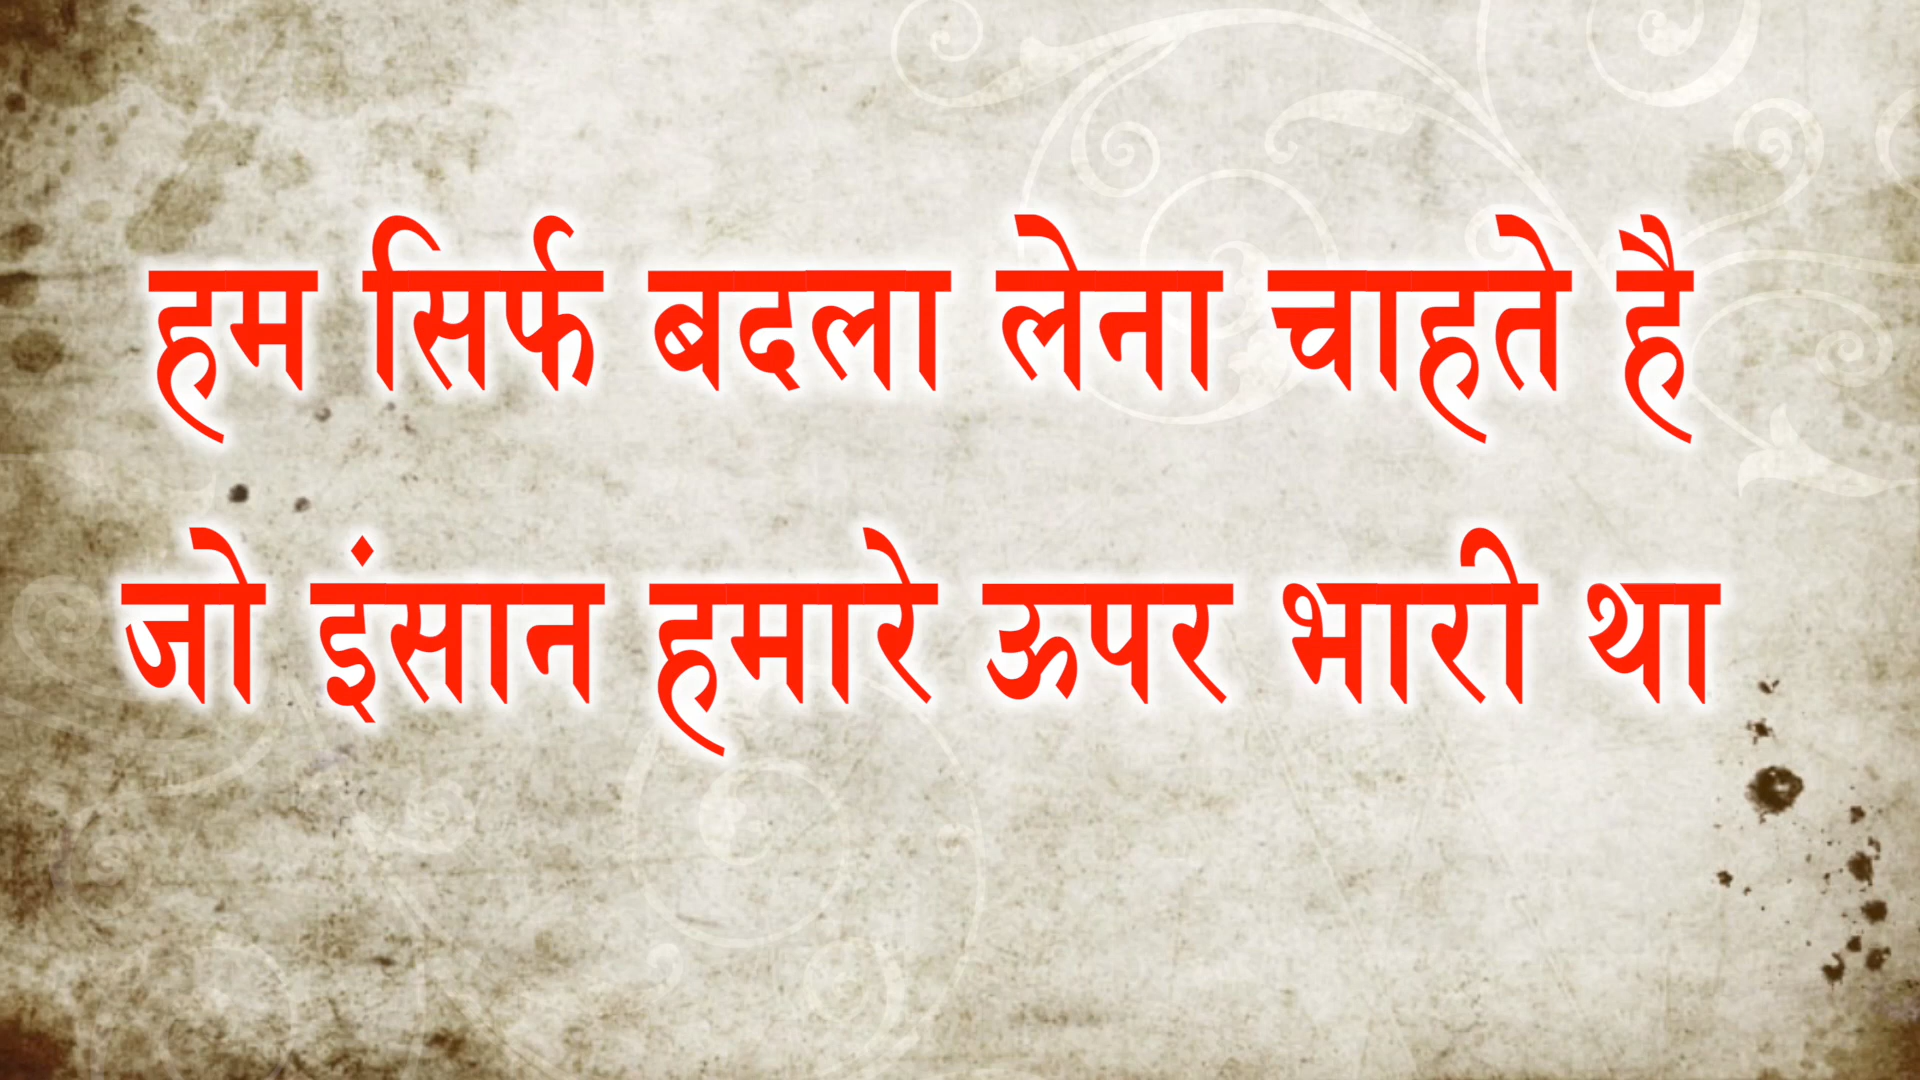 हम सिर्फ बदला लेना चाहते है
जो इंसान हमारे ऊपर भारी था